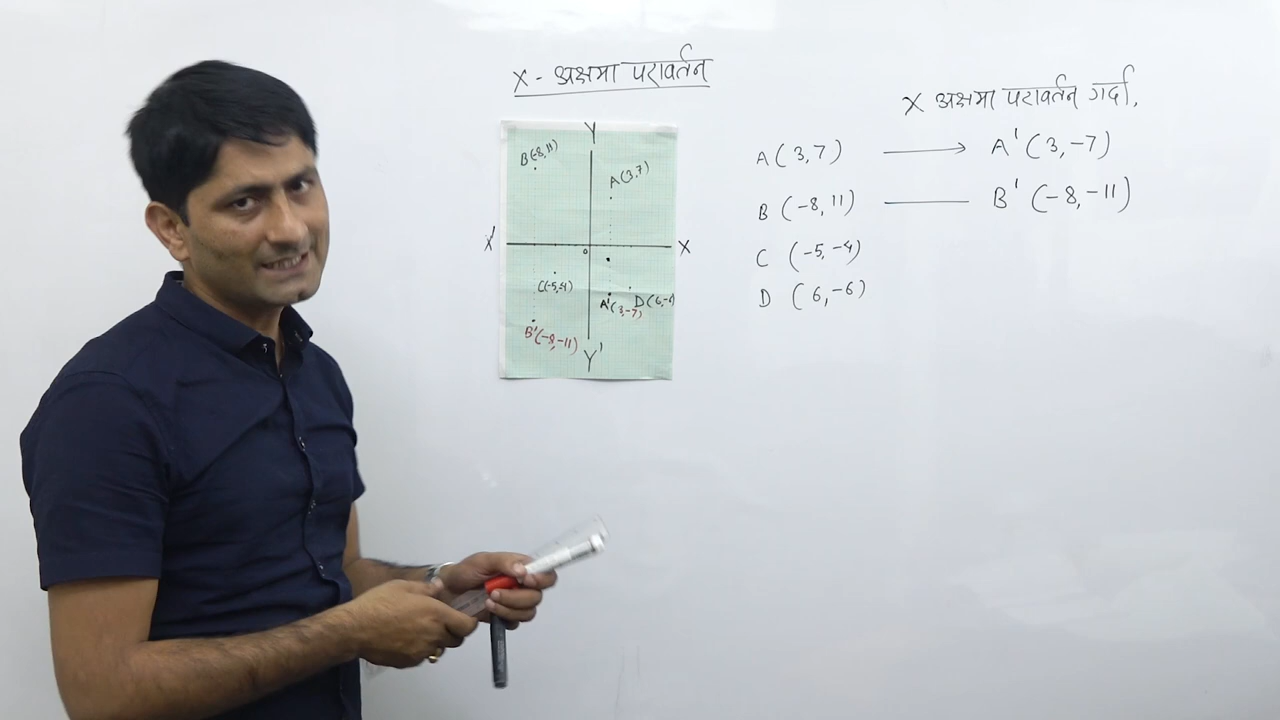 X - अक्षमा परावर्तन
Y
B(-8,11)
A(3,7)
X'
O
X
C(-5,-4)
A'(3,-7)
D(6,-6)
B'(-8,-11)
Y'
X अक्षमा परावर्तन गर्दा,
A (3,7) ⟶ A' (3,-7)
B (-8,11) — B' (-8,-11)
C (-5,-4)
D (6,-6)